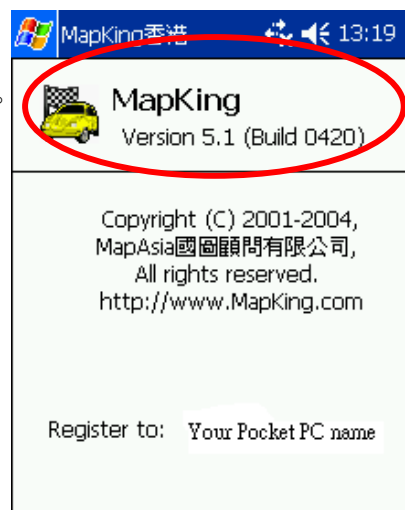 MapKing香港 13:19
MapKing
Version 5.1 (Build 0420)
Copyright (C) 2001-2004,
MapAsia國圖顧問有限公司,
All rights reserved.
http://www.MapKing.com
Register to: Your Pocket PC name